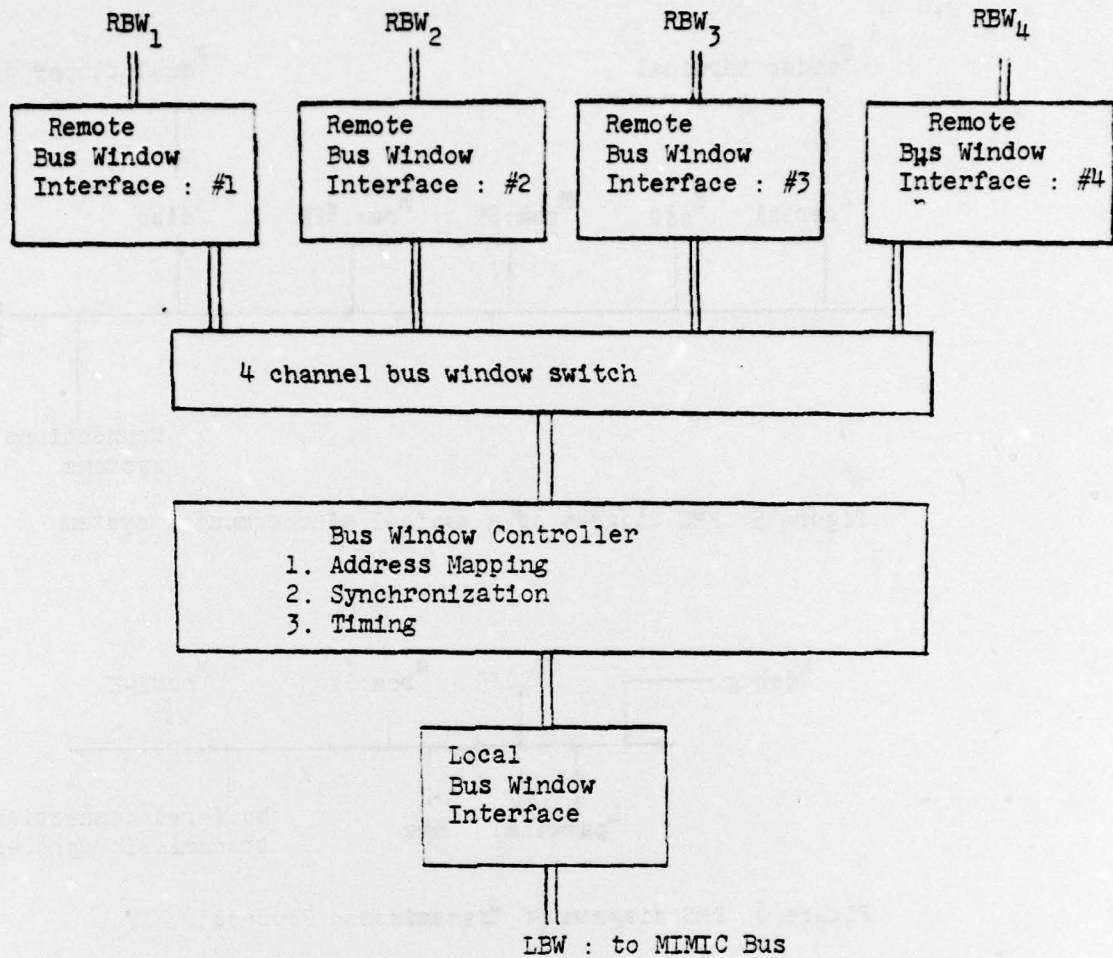 RBW1 RBW2 RBW3 RBW4
Remote
Bus Window
Interface : #1
Remote
Bus Window
Interface : #2
Remote
Bus Window
Interface : #3
Remote
Bus Window
Interface : #4
4 channel bus window switch
Bus Window Controller
1. Address Mapping
2. Synchronization
3. Timing
Local
Bus Window
Interface
LBW : to MIMIC Bus